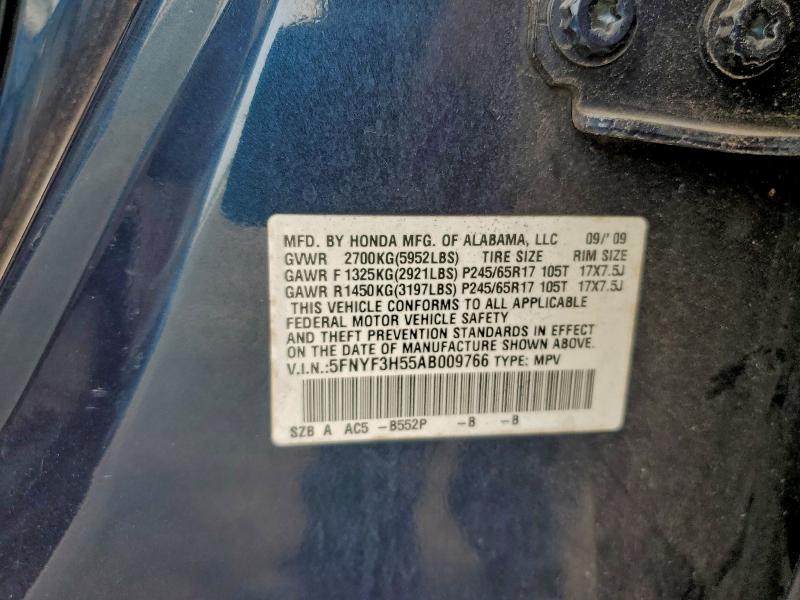 MFD. BY HONDA MFG. OF ALABAMA, LLC 09/'09
GVWR 2700KG(5952LBS) TIRE SIZE RIM SIZE
GAWR F 1325KG(2921LBS) P245/65R17 105T 17X7.5J
GAWR R1450KG(3197LBS) P245/65R17 105T 17X7.5J
THIS VEHICLE CONFORMS TO ALL APPLICABLE
FEDERAL MOTOR VEHICLE SAFETY
AND THEFT PREVENTION STANDARDS IN EFFECT
ON THE DATE OF MANUFACTURE SHOWN ABOVE.
V.I.N.:5FNYF3H55AB009766 TYPE: MPV
SZB A AC5 -B552P -B -B